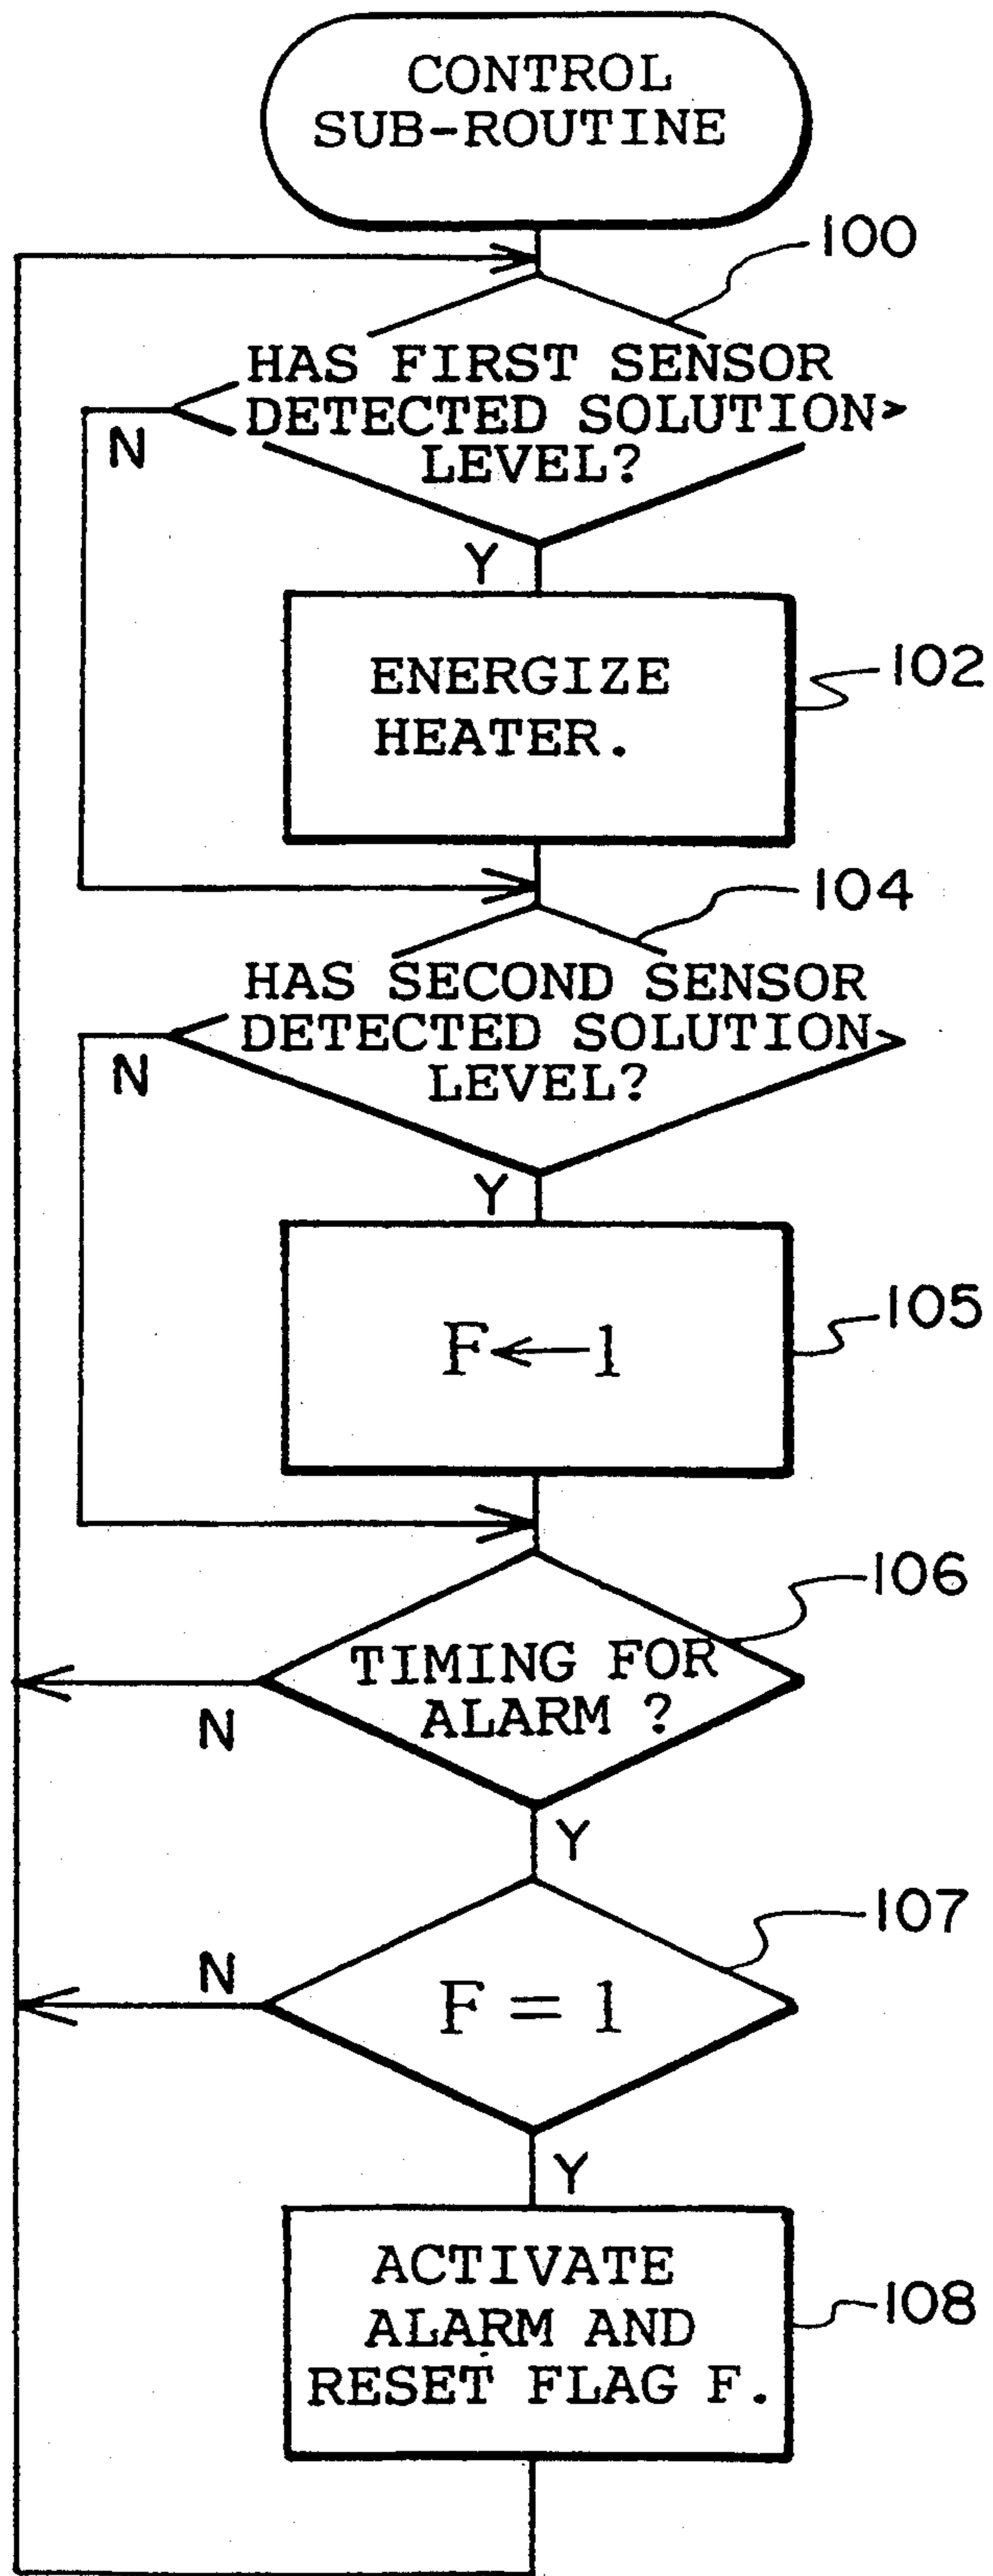 CONTROL
SUB-ROUTINE
100
HAS FIRST SENSOR
DETECTED SOLUTION
LEVEL?
N
Y
ENERGIZE
HEATER.
102
104
HAS SECOND SENSOR
DETECTED SOLUTION
LEVEL?
N
Y
F←1
105
106
TIMING FOR
ALARM ?
N
Y
107
N
F = 1
Y
ACTIVATE
ALARM AND
RESET FLAG F.
108